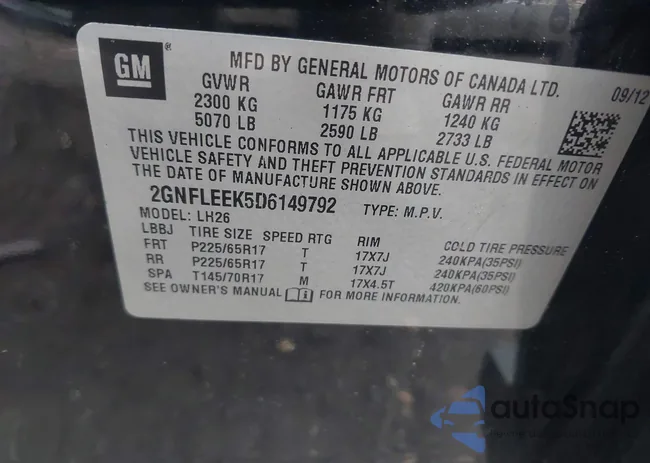 GM ®
MFD BY GENERAL MOTORS OF CANADA LTD.
09/12
GVWR GAWR FRT GAWR RR
2300 KG 1175 KG 1240 KG
5070 LB 2590 LB 2733 LB
THIS VEHICLE CONFORMS TO ALL APPLICABLE U.S. FEDERAL MOTOR
VEHICLE SAFETY AND THEFT PREVENTION STANDARDS IN EFFECT ON
THE DATE OF MANUFACTURE SHOWN ABOVE.
2GNFLEEK5D6149792 TYPE: M.P.V.
MODEL: LH26
LBBJ TIRE SIZE SPEED RTG RIM COLD TIRE PRESSURE
FRT P225/65R17 T 17X7J 240KPA(35PSI)
RR P225/65R17 T 17X7J 240KPA(35PSI)
SPA T145/70R17 M 17X4.5T 420KPA(60PSI)
SEE OWNER'S MANUAL FOR MORE INFORMATION.
autoSnap